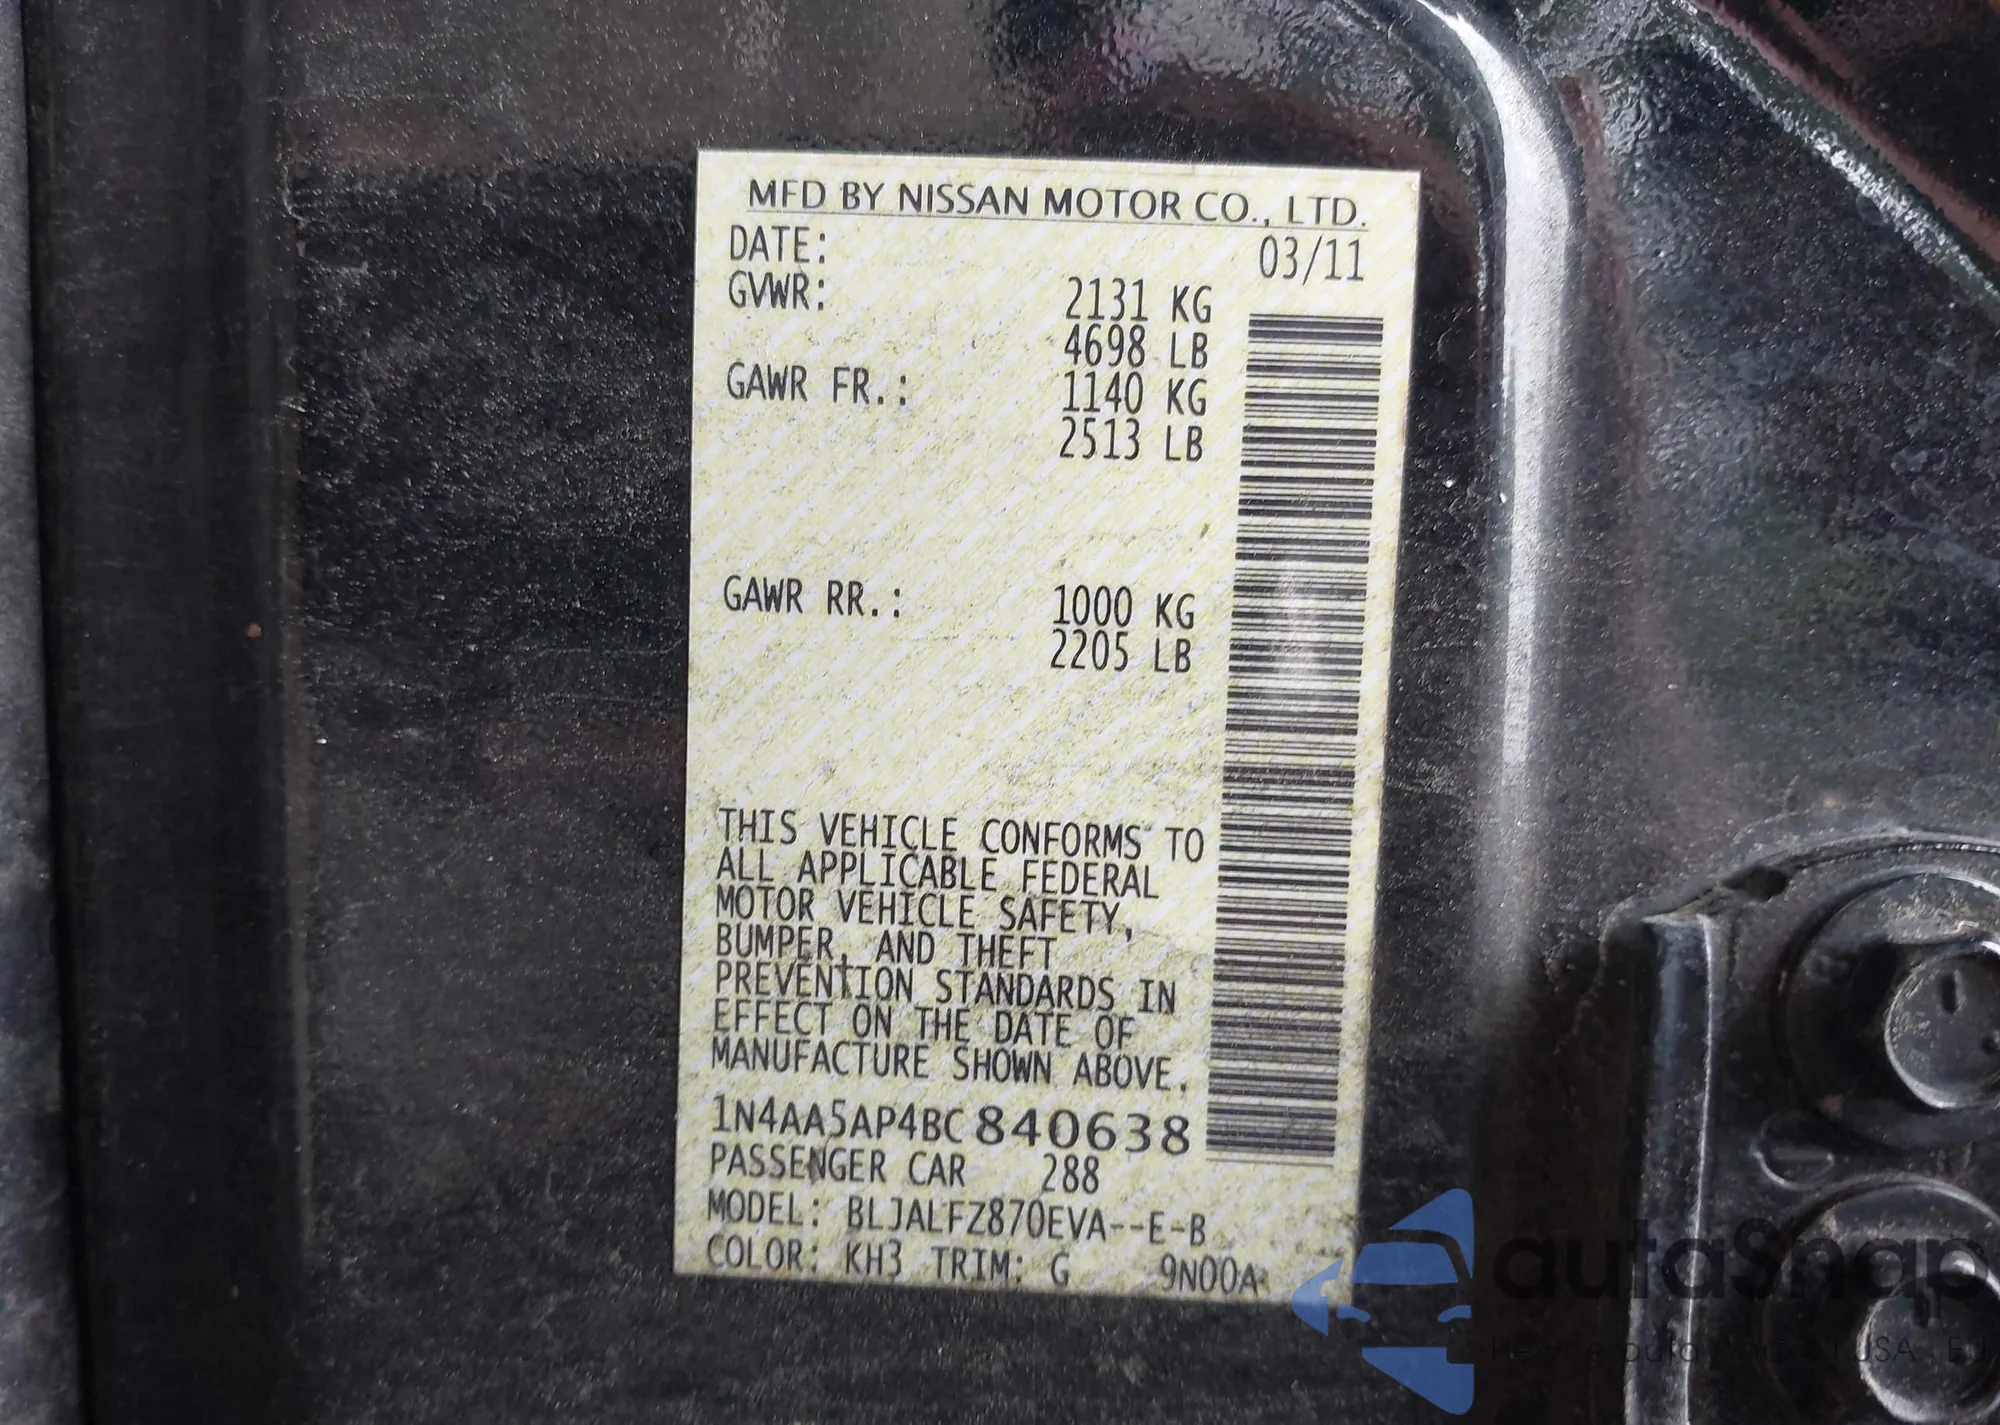 MFD BY NISSAN MOTOR CO., LTD.
DATE: 03/11
GVWR: 2131 KG
4698 LB
GAWR FR.: 1140 KG
2513 LB
GAWR RR.: 1000 KG
2205 LB
THIS VEHICLE CONFORMS TO
ALL APPLICABLE FEDERAL
MOTOR VEHICLE SAFETY,
BUMPER, AND THEFT
PREVENTION STANDARDS IN
EFFECT ON THE DATE OF
MANUFACTURE SHOWN ABOVE.
1N4AA5AP4BC840638
PASSENGER CAR 288
MODEL: BLJALFZ870EVA--E-B
COLOR: KH3 TRIM: G 9N00A
autaSnap